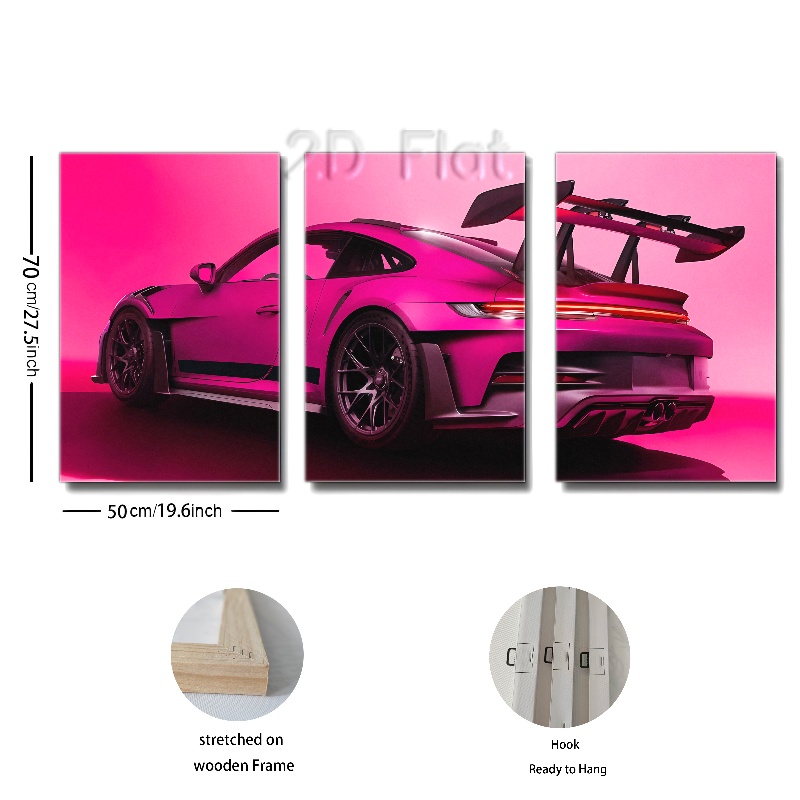 2D Flat
70 cm/27.5inch
50 cm/19.6inch
stretched on
wooden Frame
Hook
Ready to Hang